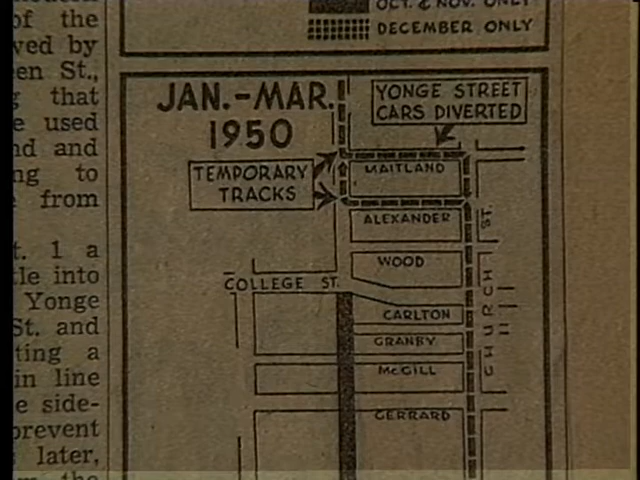 of the
ved by
en St.,
g that
e used
nd and
ng to
e from
t. 1 a
tle into
Yonge
St. and
ting a
in line
e side-
prevent
later,
the
OCT. & NOV. ONLY
DECEMBER ONLY
JAN.-MAR.
1950
YONGE STREET
CARS DIVERTED
TEMPORARY
TRACKS
MAITLAND
ALEXANDER
WOOD
COLLEGE ST.
CARLTON
GRANBY
McGILL
GERRARD
CHURCH ST.